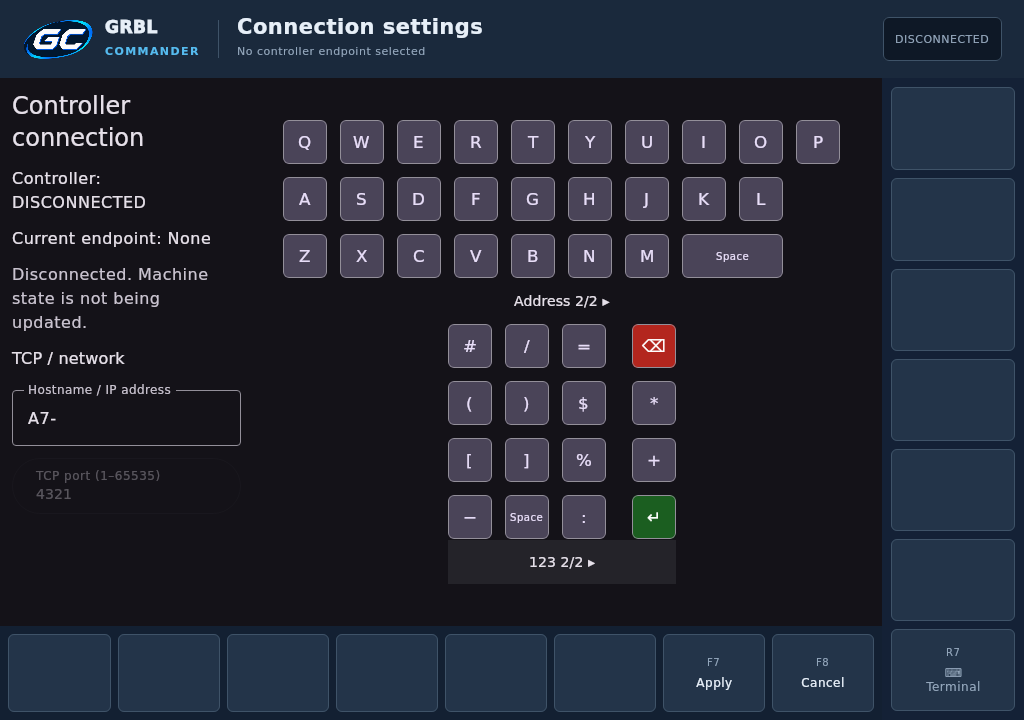 GC
GRBL
COMMANDER
Connection settings
No controller endpoint selected
DISCONNECTED
Controller
connection
Controller:
DISCONNECTED
Current endpoint: None
Disconnected. Machine
state is not being
updated.
TCP / network
Hostname / IP address
A7-
TCP port (1–65535)
4321
Q W E R T Y U I O P
A S D F G H J K L
Z X C V B N M Space
Address 2/2 ▸
# / = ⌫
( ) $ *
[ ] % +
− Space : ↵
123 2/2 ▸
F7
Apply
F8
Cancel
R7
⌨
Terminal